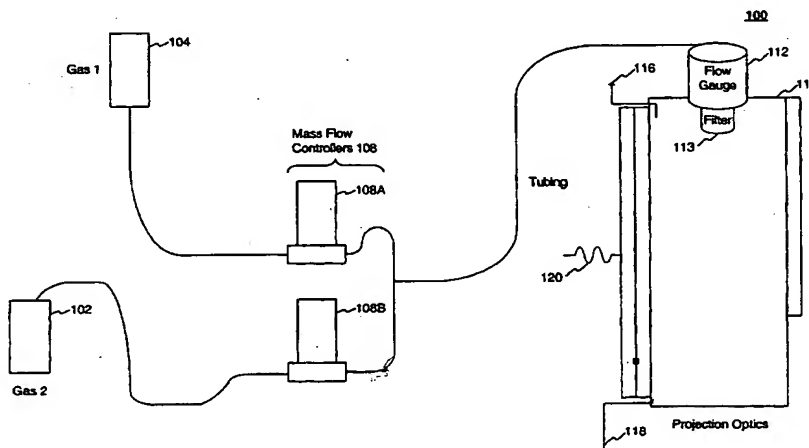 100
104
Gas 1
Mass Flow
Controllers 108
108A
116
112
Flow
Gauge
11
Filter
113
Tubing
120
102
108B
Gas 2
118
Projection Optics